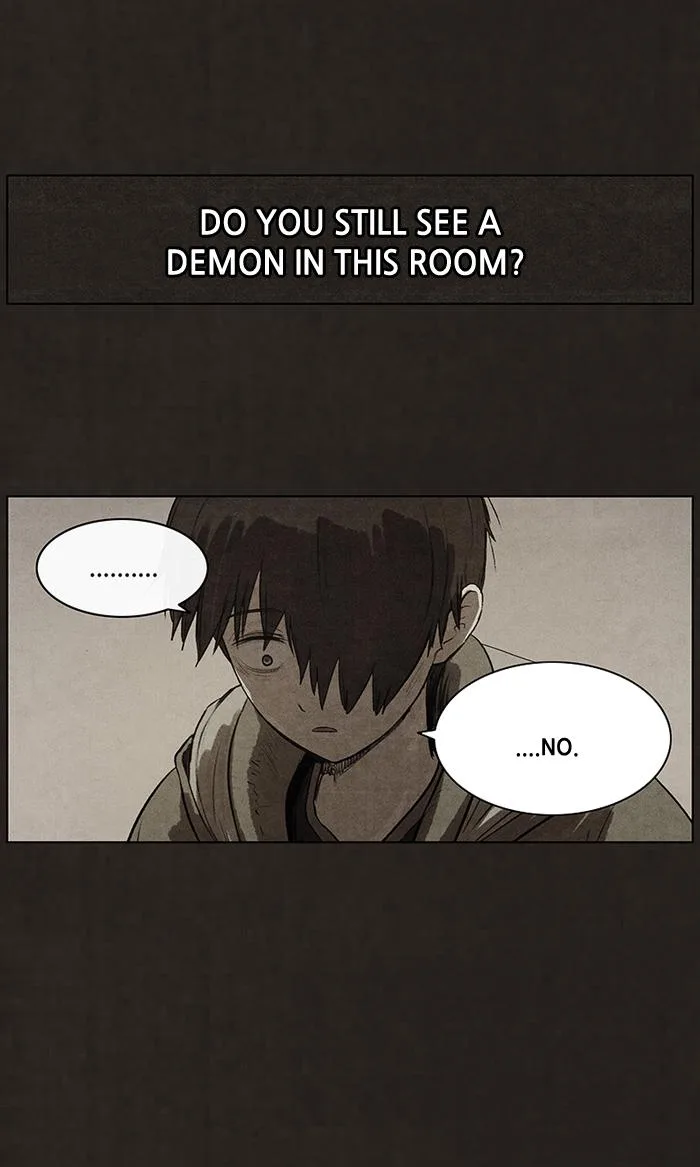 DO YOU STILL SEE A
DEMON IN THIS ROOM?
..........
....NO.